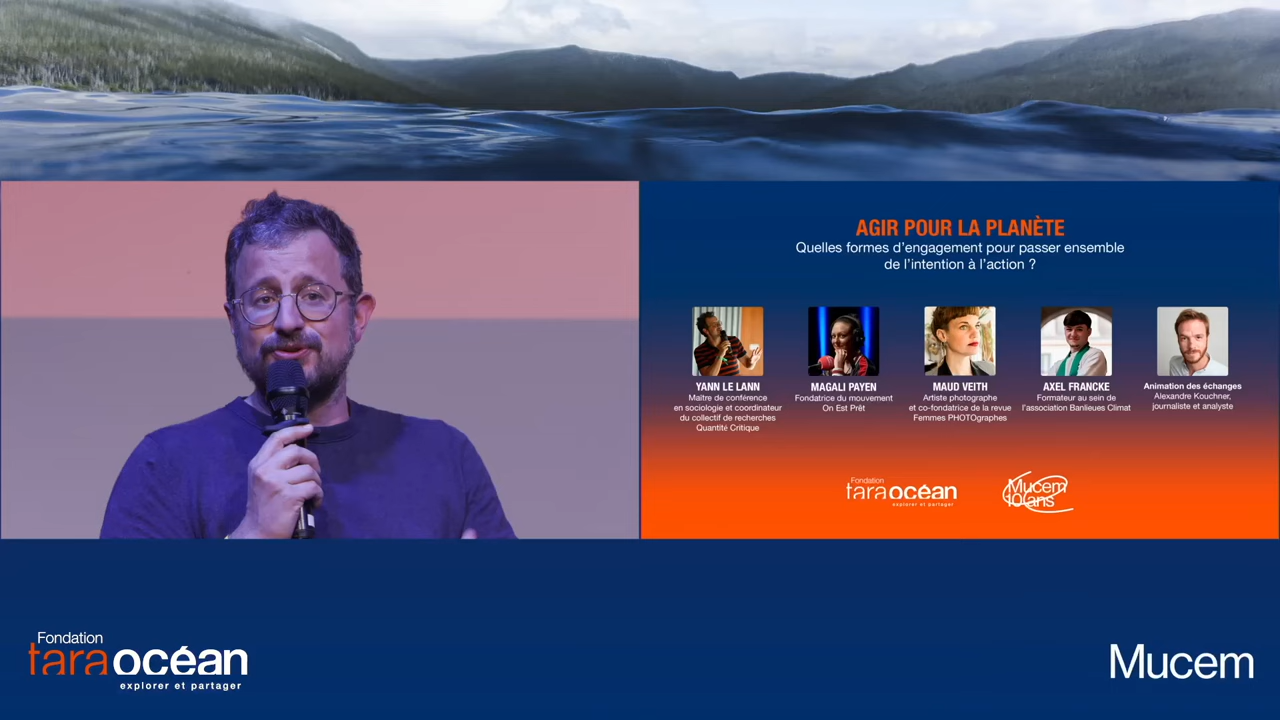 AGIR POUR LA PLANÈTE
Quelles formes d’engagement pour passer ensemble
de l’intention à l’action ?
YANN LE LANN
Maître de conférence
en sociologie et coordinateur
du collectif de recherches
Quantité Critique
MAGALI PAYEN
Fondatrice du mouvement
On Est Prêt
MAUD VEITH
Artiste photographe
et co-fondatrice de la revue
Femmes PHOTOgraphes
AXEL FRANCKE
Formateur au sein de
l’association Banlieues Climat
Animation des échanges
Alexandre Kouchner,
journaliste et analyste
Fondation
taraocéan
explorer et partager
Mucem
10 ans
Fondation
taraocéan
explorer et partager
Mucem